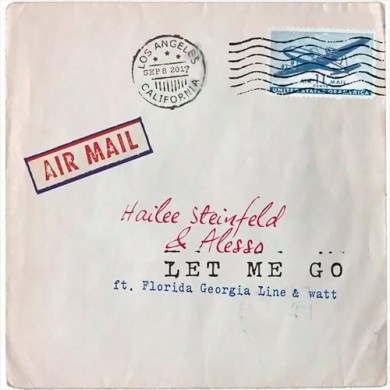 LOS ANGELES
SEP 8 2017
CALIFORNIA
AIR MAIL
UNITED STATES OF AMERICA
AIR MAIL
Hailee Steinfeld
& Alesso
LET ME GO
ft. Florida Georgia Line & watt